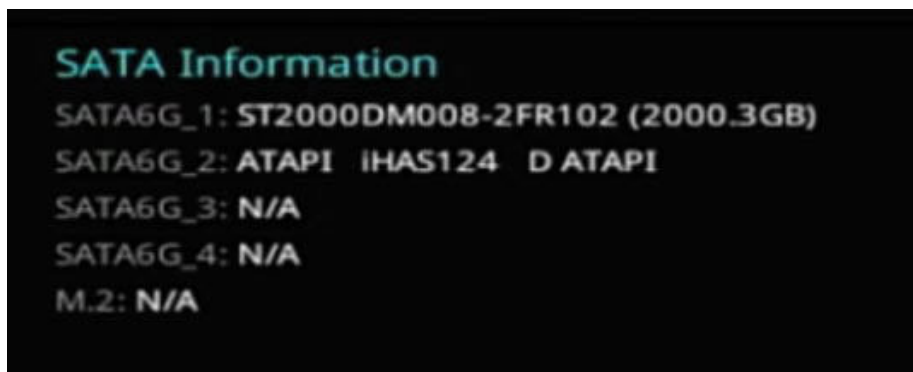 SATA Information
SATA6G_1: ST2000DM008-2FR102 (2000.3GB)
SATA6G_2: ATAPI iHAS124 D ATAPI
SATA6G_3: N/A
SATA6G_4: N/A
M.2: N/A